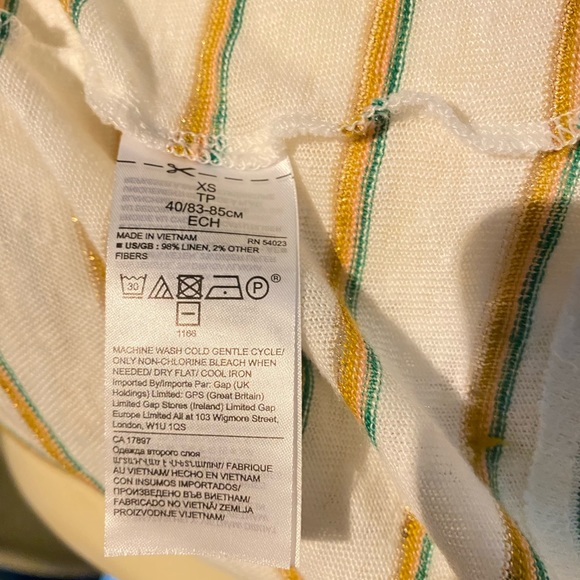 XS
TP
40/83-85CM
ECH
MADE IN VIETNAM RN 54023
■ US/GB : 98% LINEN, 2% OTHER
FIBERS
30 P ®
1166
MACHINE WASH COLD GENTLE CYCLE/
ONLY NON-CHLORINE BLEACH WHEN
NEEDED/ DRY FLAT/ COOL IRON
Imported By/Importe Par: Gap (UK
Holdings) Limited: GPS (Great Britain)
Limited Gap Stores (Ireland) Limited Gap
Europe Limited All at 103 Wigmore Street,
London, W1U 1QS
CA 17897
Одежда второго слоя
/ FABRIQUE
AU VIETNAM/ HECHO EN VIETNAM
CON INSUMOS IMPORTADOS/
ПРОИЗВЕДЕНО ВЪВ ВИЕТНАМ/
FABRICADO NO VIETNÃ/ ZEMLJA
PROIZVODNJE VIJETNAM/